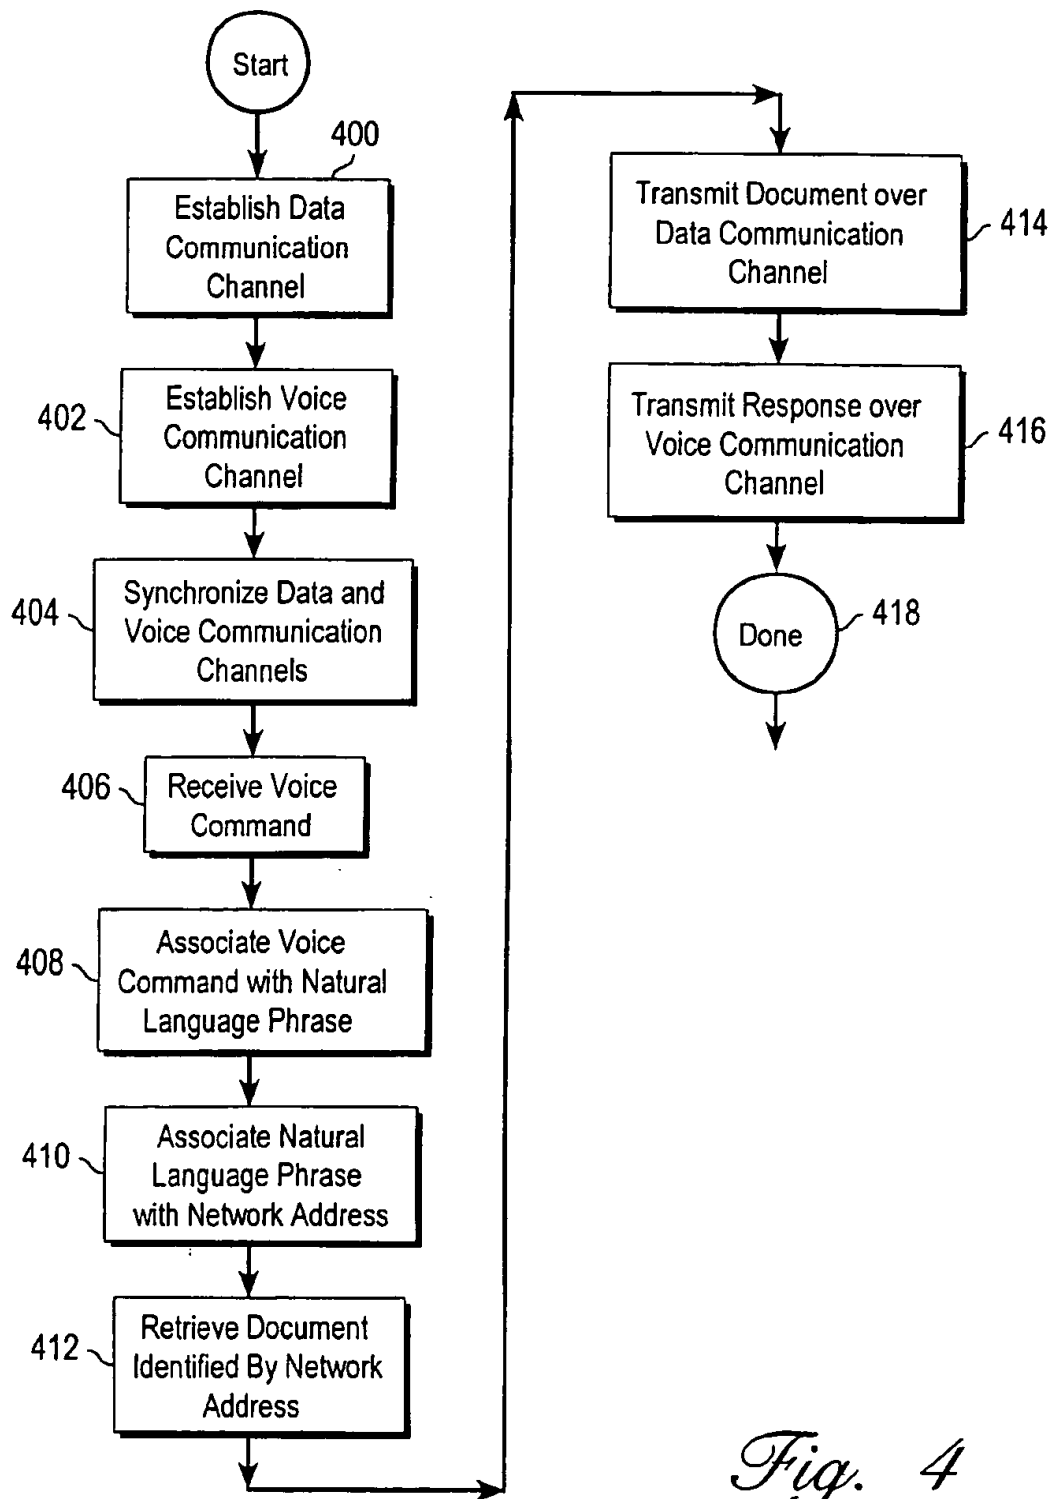 Start
400
Establish Data
Communication
Channel
402
Establish Voice
Communication
Channel
404
Synchronize Data and
Voice Communication
Channels
406
Receive Voice
Command
408
Associate Voice
Command with Natural
Language Phrase
410
Associate Natural
Language Phrase
with Network Address
412
Retrieve Document
Identified By Network
Address
Transmit Document over
Data Communication
Channel
414
Transmit Response over
Voice Communication
Channel
416
Done
418
Fig. 4